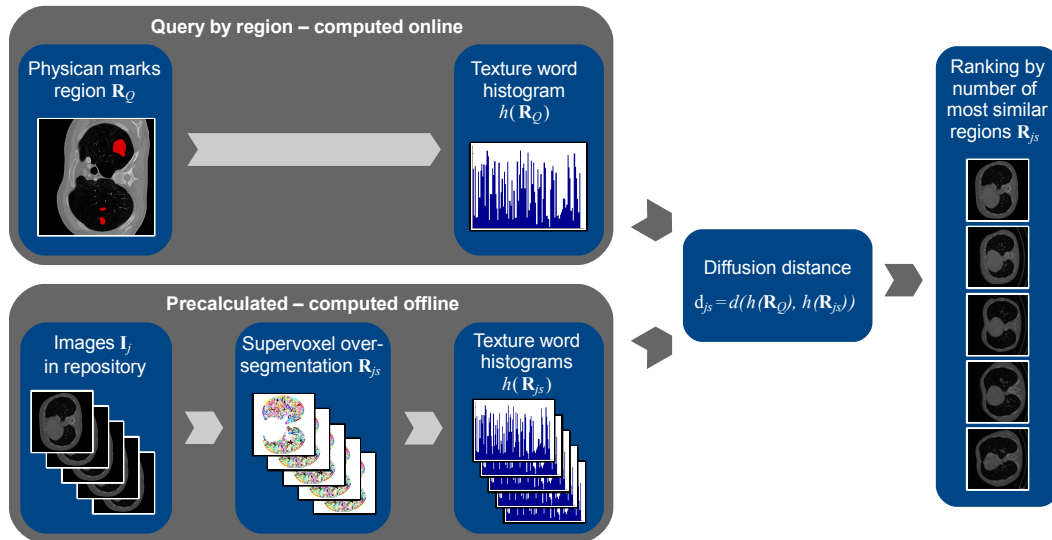 Query by region – computed online
Physican marks
region R_Q
Texture word
histogram
h(R_Q)
Precalculated – computed offline
Images I_j
in repository
Supervoxel over-
segmentation R_js
Texture word
histograms
h(R_js)
Diffusion distance
d_js = d(h(R_Q), h(R_js))
Ranking by
number of
most similar
regions R_js